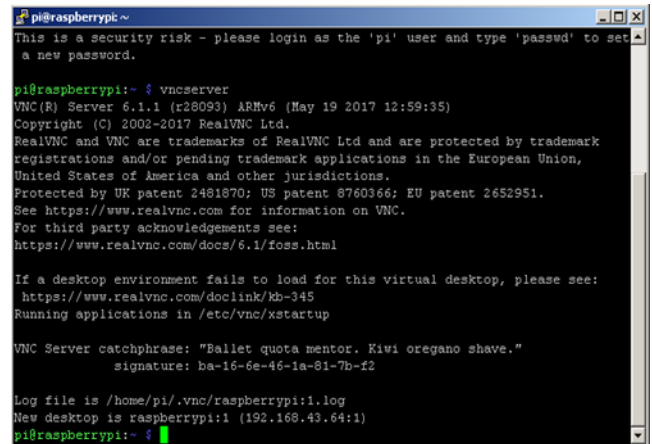 pi@raspberrypi: ~
This is a security risk - please login as the 'pi' user and type 'passwd' to set
a new password.
pi@raspberrypi:~ $ vncserver
VNC(R) Server 6.1.1 (r28093) ARMv6 (May 19 2017 12:59:35)
Copyright (C) 2002-2017 RealVNC Ltd.
RealVNC and VNC are trademarks of RealVNC Ltd and are protected by trademark
registrations and/or pending trademark applications in the European Union,
United States of America and other jurisdictions.
Protected by UK patent 2481870; US patent 8760366; EU patent 2652951.
See https://www.realvnc.com for information on VNC.
For third party acknowledgements see:
https://www.realvnc.com/docs/6.1/foss.html
If a desktop environment fails to load for this virtual desktop, please see:
https://www.realvnc.com/doclink/kb-345
Running applications in /etc/vnc/xstartup
VNC Server catchphrase: "Ballet quota mentor. Kiwi oregano shave."
signature: ba-16-6e-46-1a-81-7b-f2
Log file is /home/pi/.vnc/raspberrypi:1.log
New desktop is raspberrypi:1 (192.168.43.64:1)
pi@raspberrypi:~ $